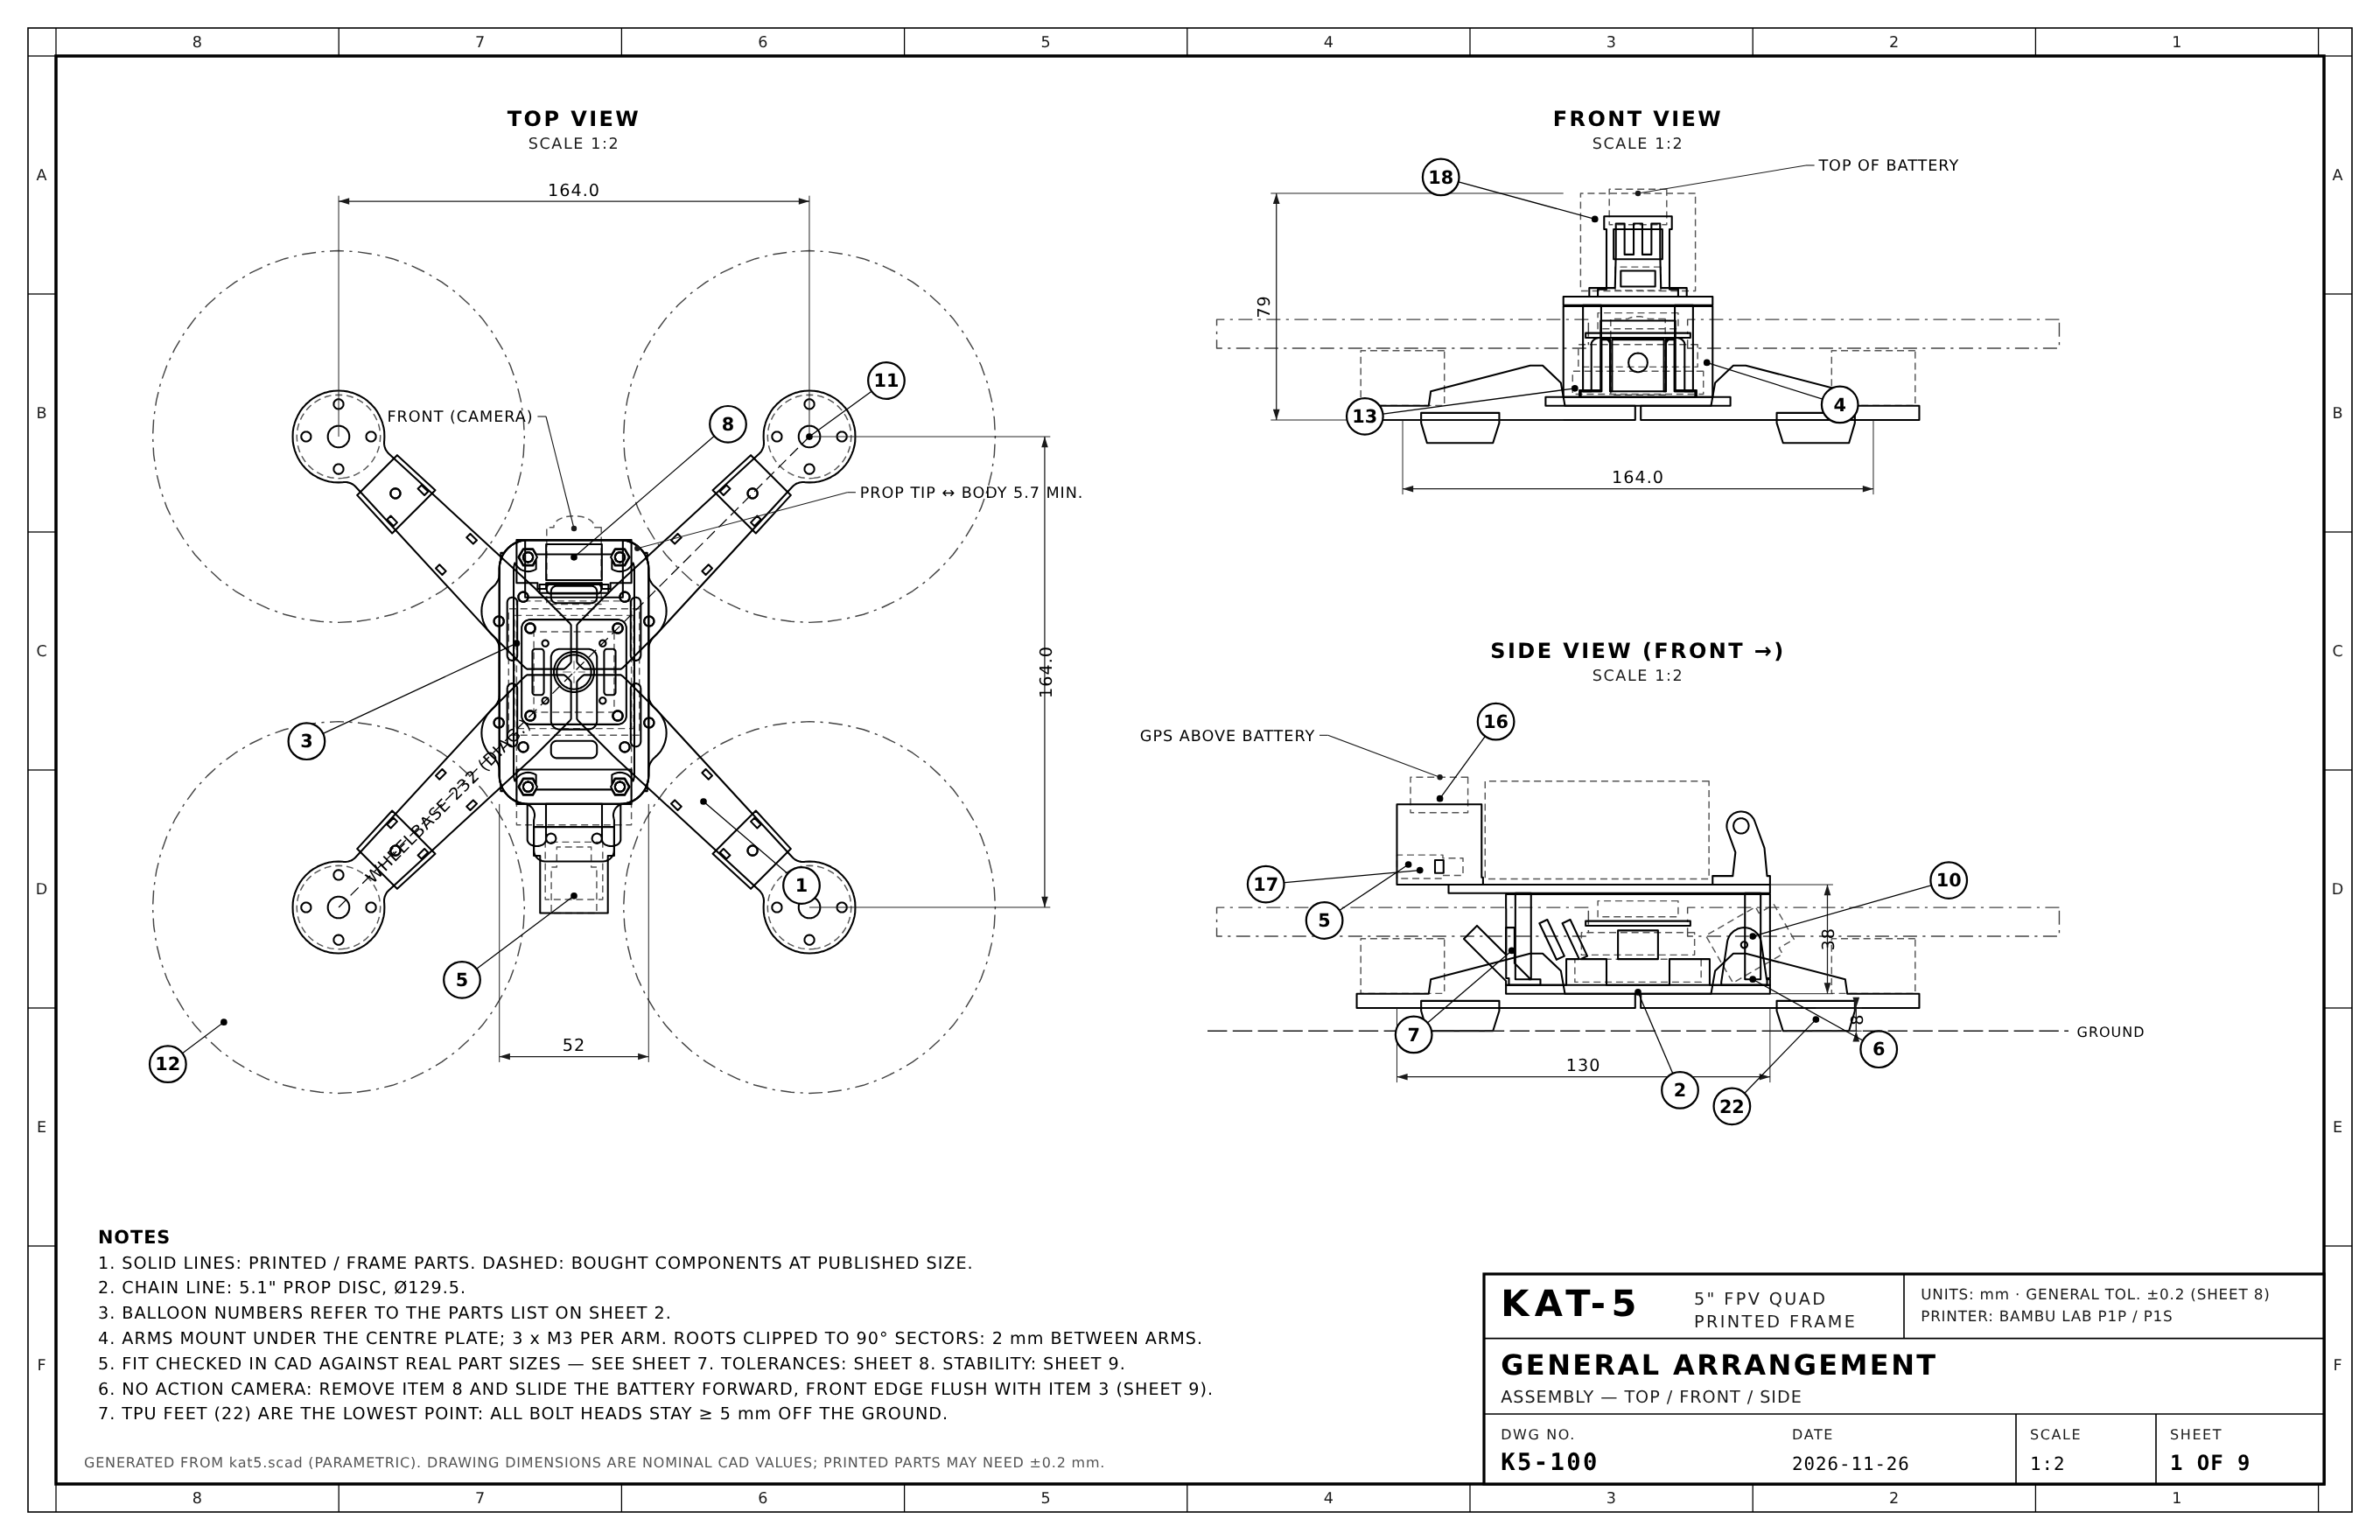 8 7 6 5 4 3 2 1
A A
B B
C C
D D
E E
F F
TOP VIEW
SCALE 1:2
164.0
11
FRONT (CAMERA)
8
PROP TIP ↔ BODY 5.7 MIN.
164.0
3
WHEELBASE 232 (DIAG.)
1
5
12
52
FRONT VIEW
SCALE 1:2
18
TOP OF BATTERY
79
13
4
164.0
SIDE VIEW (FRONT →)
SCALE 1:2
16
GPS ABOVE BATTERY
17
5
10
38
7
8
6
GROUND
130
2
22
NOTES
1. SOLID LINES: PRINTED / FRAME PARTS. DASHED: BOUGHT COMPONENTS AT PUBLISHED SIZE.
2. CHAIN LINE: 5.1" PROP DISC, Ø129.5.
3. BALLOON NUMBERS REFER TO THE PARTS LIST ON SHEET 2.
4. ARMS MOUNT UNDER THE CENTRE PLATE; 3 x M3 PER ARM. ROOTS CLIPPED TO 90° SECTORS: 2 mm BETWEEN ARMS.
5. FIT CHECKED IN CAD AGAINST REAL PART SIZES — SEE SHEET 7. TOLERANCES: SHEET 8. STABILITY: SHEET 9.
6. NO ACTION CAMERA: REMOVE ITEM 8 AND SLIDE THE BATTERY FORWARD, FRONT EDGE FLUSH WITH ITEM 3 (SHEET 9).
7. TPU FEET (22) ARE THE LOWEST POINT: ALL BOLT HEADS STAY ≥ 5 mm OFF THE GROUND.
GENERATED FROM kat5.scad (PARAMETRIC). DRAWING DIMENSIONS ARE NOMINAL CAD VALUES; PRINTED PARTS MAY NEED ±0.2 mm.
KAT-5
5" FPV QUAD
PRINTED FRAME
UNITS: mm · GENERAL TOL. ±0.2 (SHEET 8)
PRINTER: BAMBU LAB P1P / P1S
GENERAL ARRANGEMENT
ASSEMBLY — TOP / FRONT / SIDE
DWG NO.
K5-100
DATE
2026-11-26
SCALE
1:2
SHEET
1 OF 9
8 7 6 5 4 3 2 1